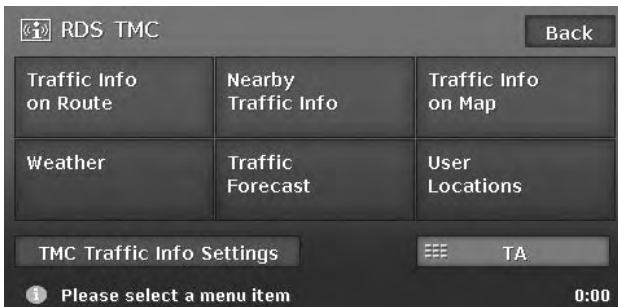 RDS TMC
Back
Traffic Info
on Route
Nearby
Traffic Info
Traffic Info
on Map
Weather
Traffic
Forecast
User
Locations
TMC Traffic Info Settings
TA
Please select a menu item
0:00